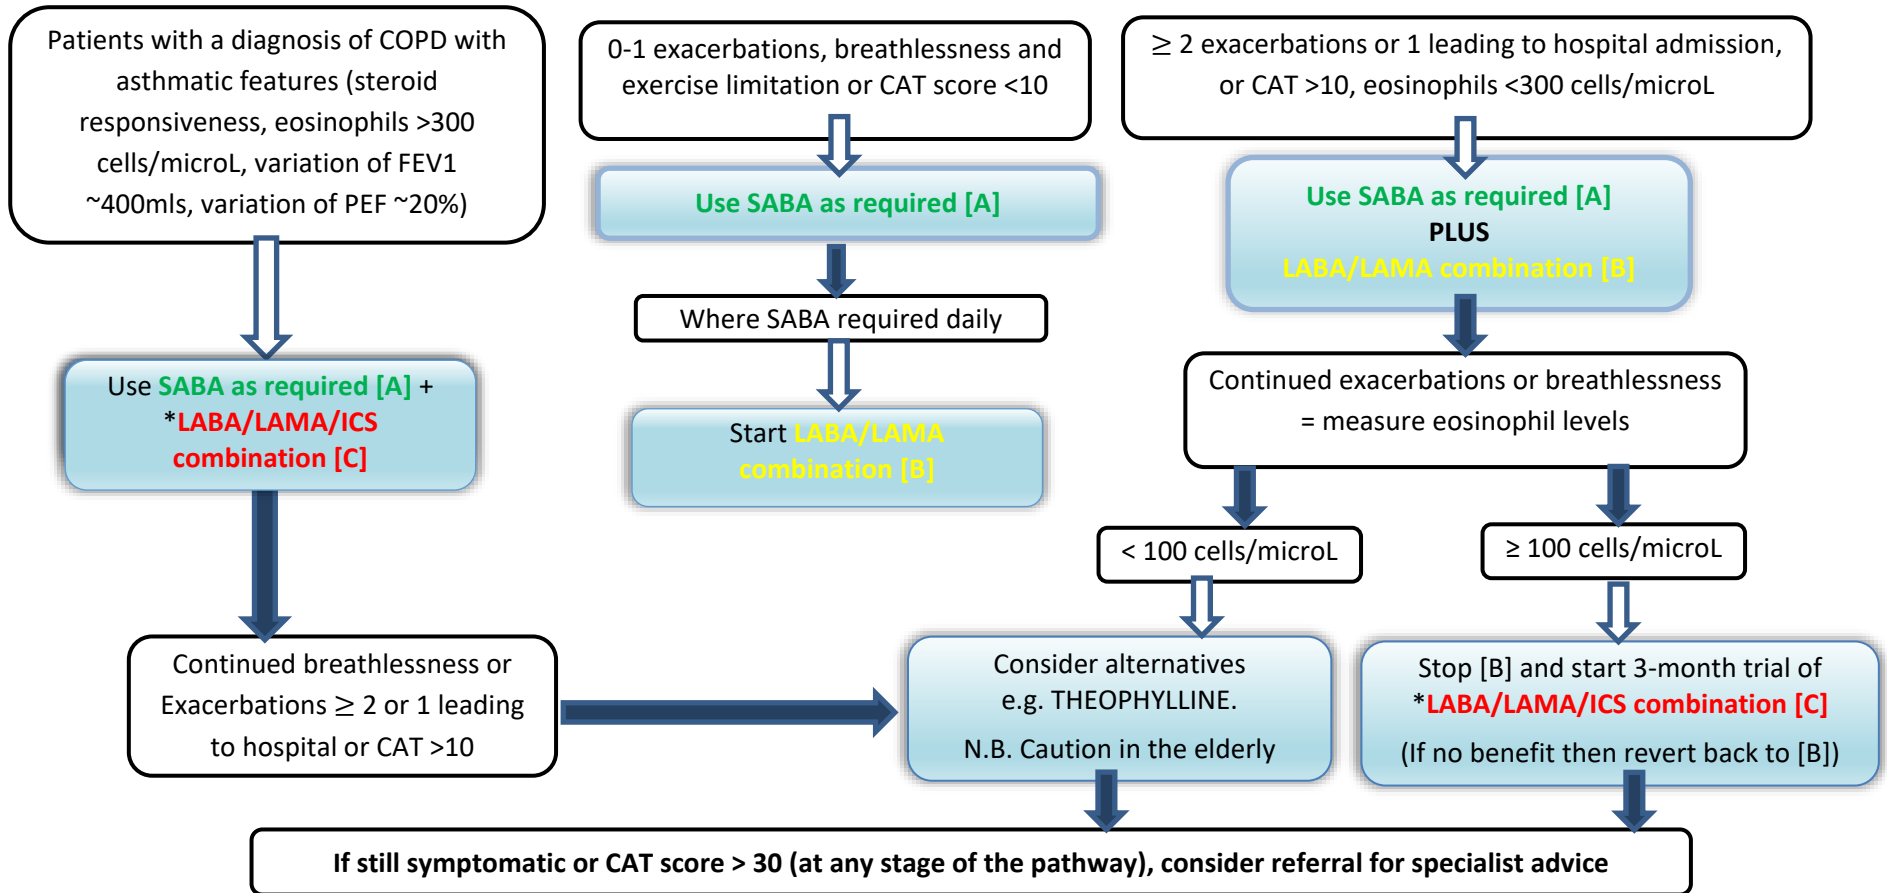 Patients with a diagnosis of COPD with
asthmatic features (steroid
responsiveness, eosinophils >300
cells/microL, variation of FEV1
~400mls, variation of PEF ~20%)
Use SABA as required [A] +
*LABA/LAMA/ICS
combination [C]
Continued breathlessness or
Exacerbations ≥ 2 or 1 leading
to hospital or CAT >10
0-1 exacerbations, breathlessness and
exercise limitation or CAT score <10
Use SABA as required [A]
Where SABA required daily
Start LABA/LAMA
combination [B]
≥ 2 exacerbations or 1 leading to hospital admission,
or CAT >10, eosinophils <300 cells/microL
Use SABA as required [A]
PLUS
LABA/LAMA combination [B]
Continued exacerbations or breathlessness
= measure eosinophil levels
< 100 cells/microL
≥ 100 cells/microL
Consider alternatives
e.g. THEOPHYLLINE.
N.B. Caution in the elderly
Stop [B] and start 3-month trial of
*LABA/LAMA/ICS combination [C]
(If no benefit then revert back to [B])
If still symptomatic or CAT score > 30 (at any stage of the pathway), consider referral for specialist advice